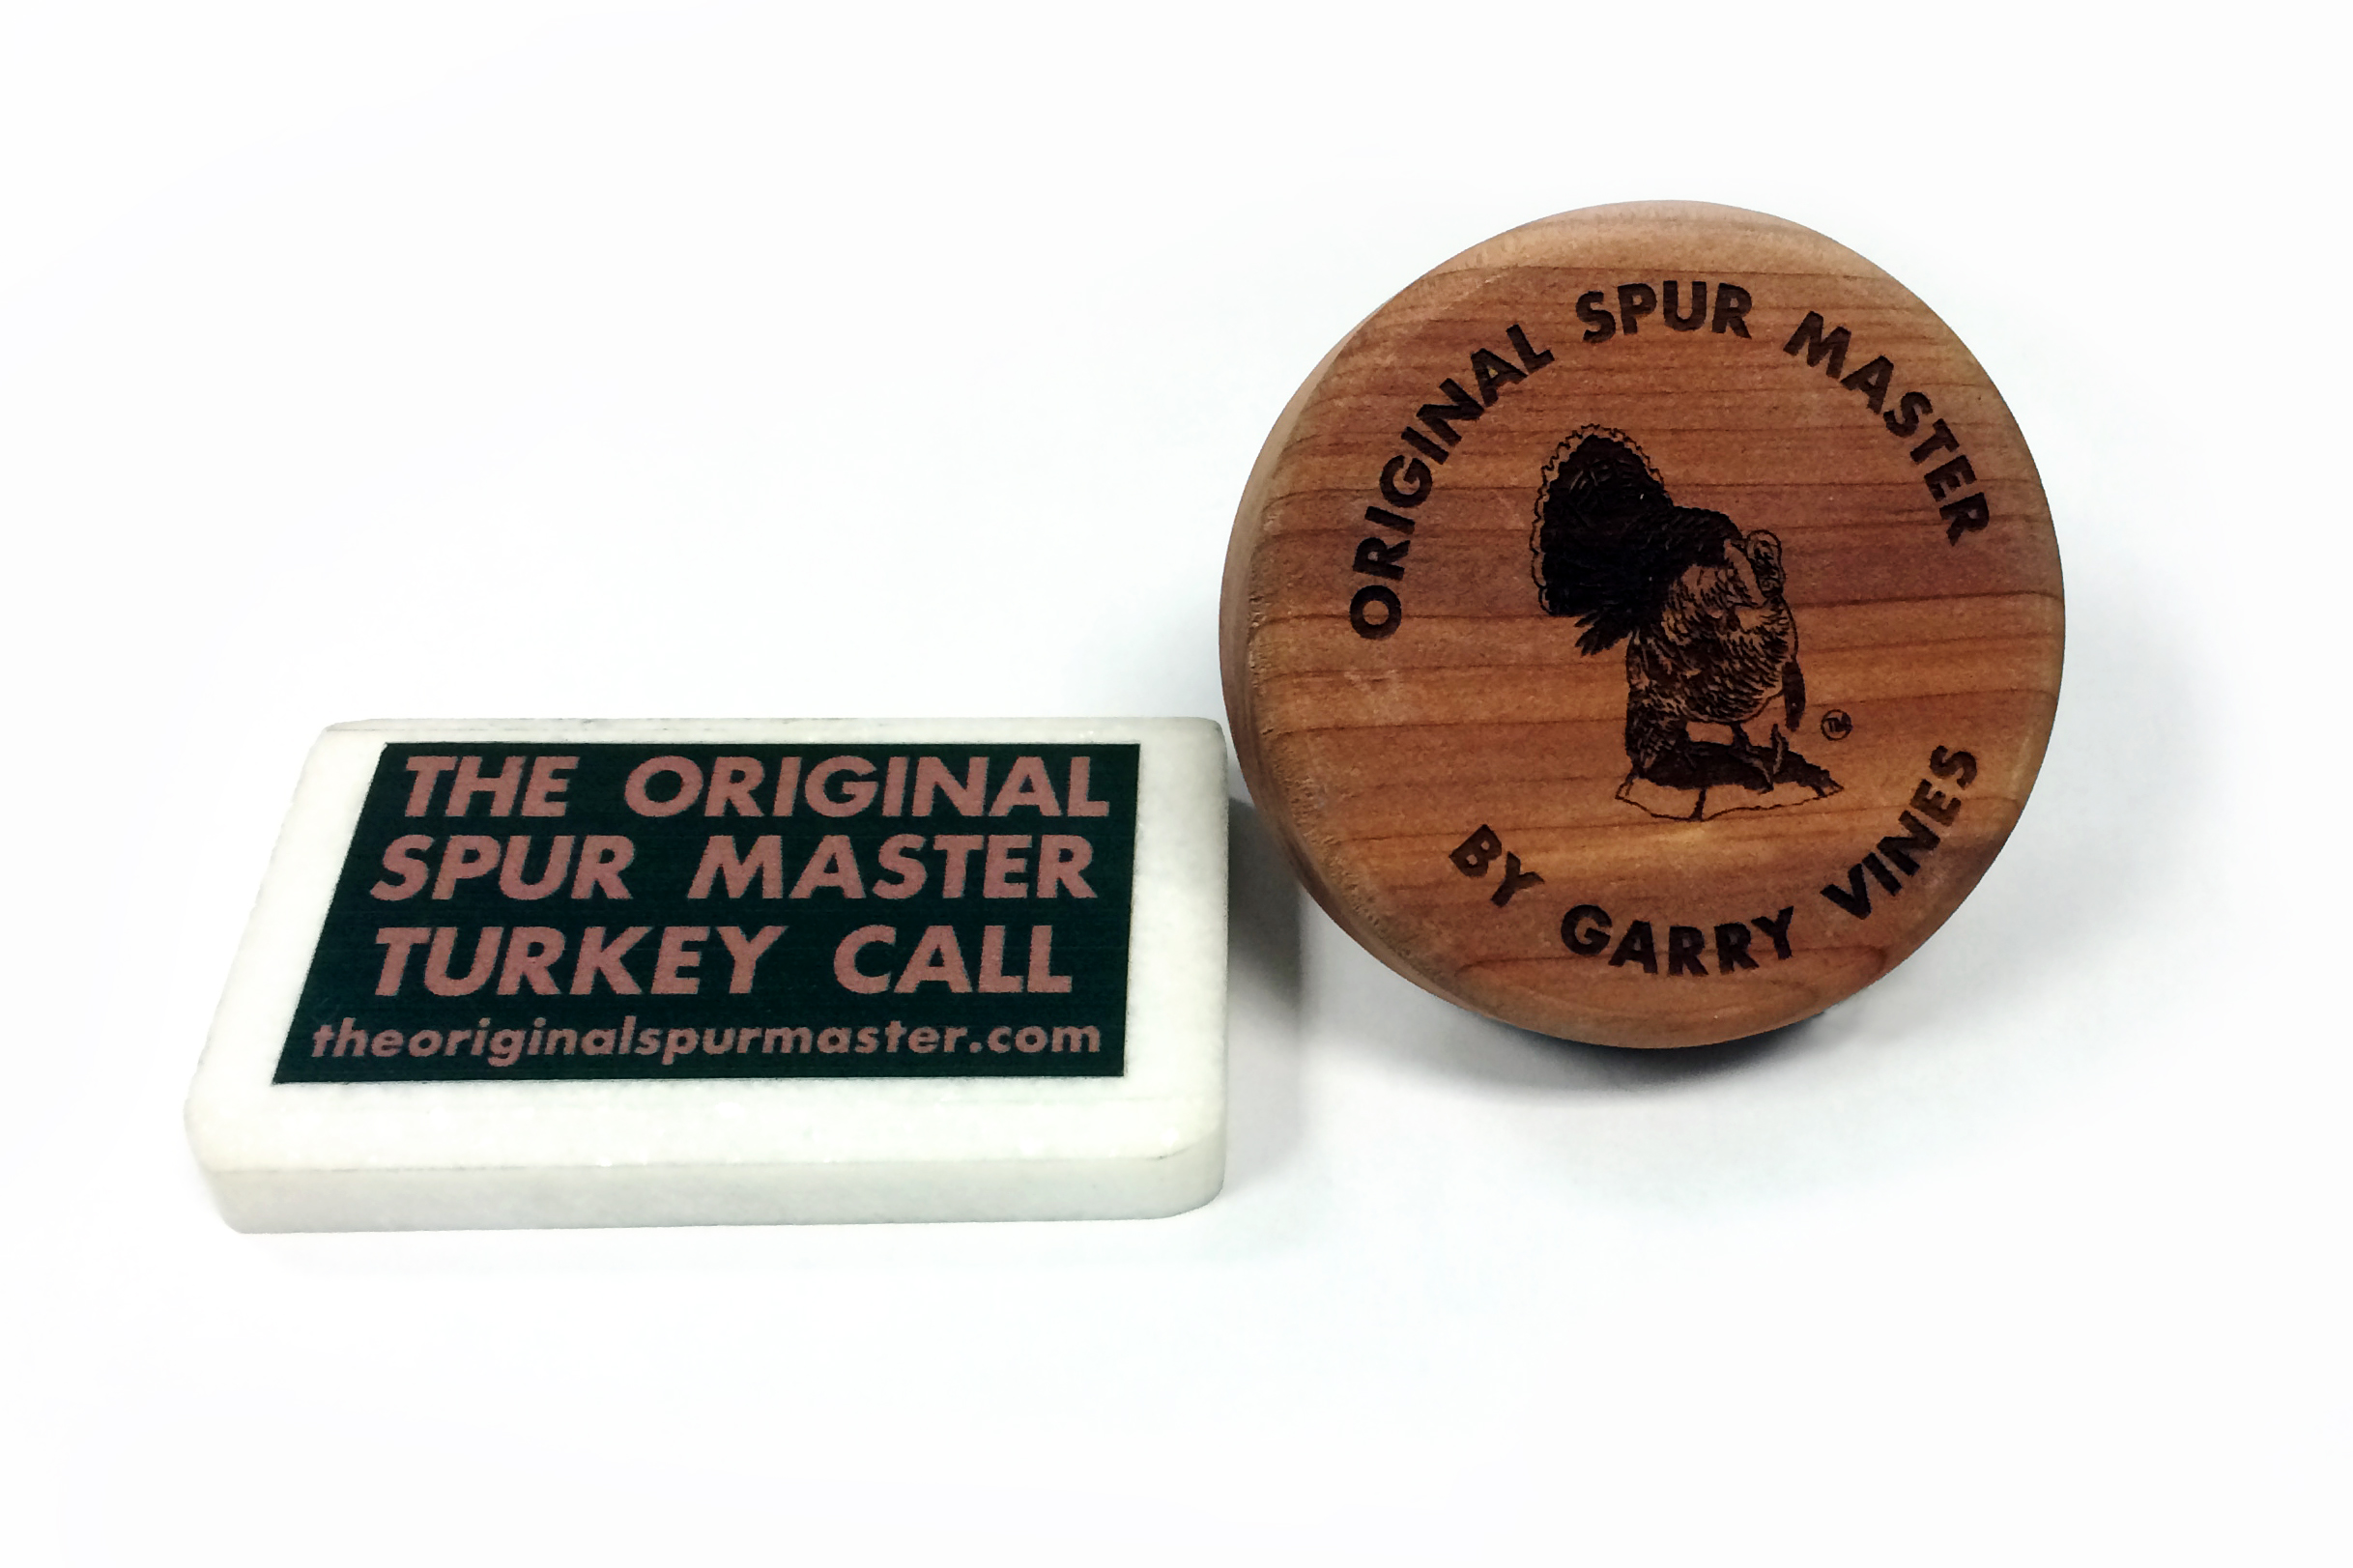 THE ORIGINAL
SPUR MASTER
TURKEY CALL
theoriginalspurmaster.com
ORIGINAL SPUR MASTER
TM
BY GARRY VINES